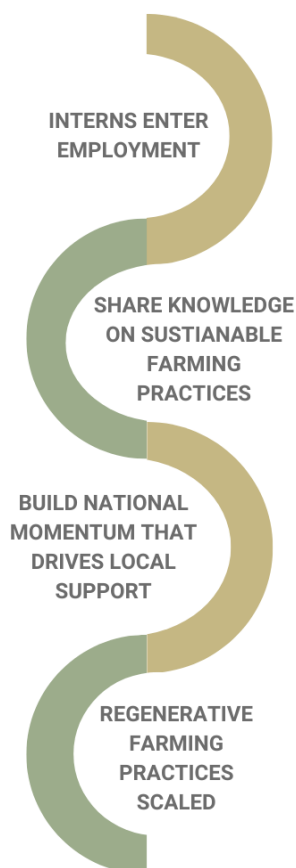 INTERNS ENTER
EMPLOYMENT
SHARE KNOWLEDGE
ON SUSTIANABLE
FARMING
PRACTICES
BUILD NATIONAL
MOMENTUM THAT
DRIVES LOCAL
SUPPORT
REGENERATIVE
FARMING
PRACTICES
SCALED